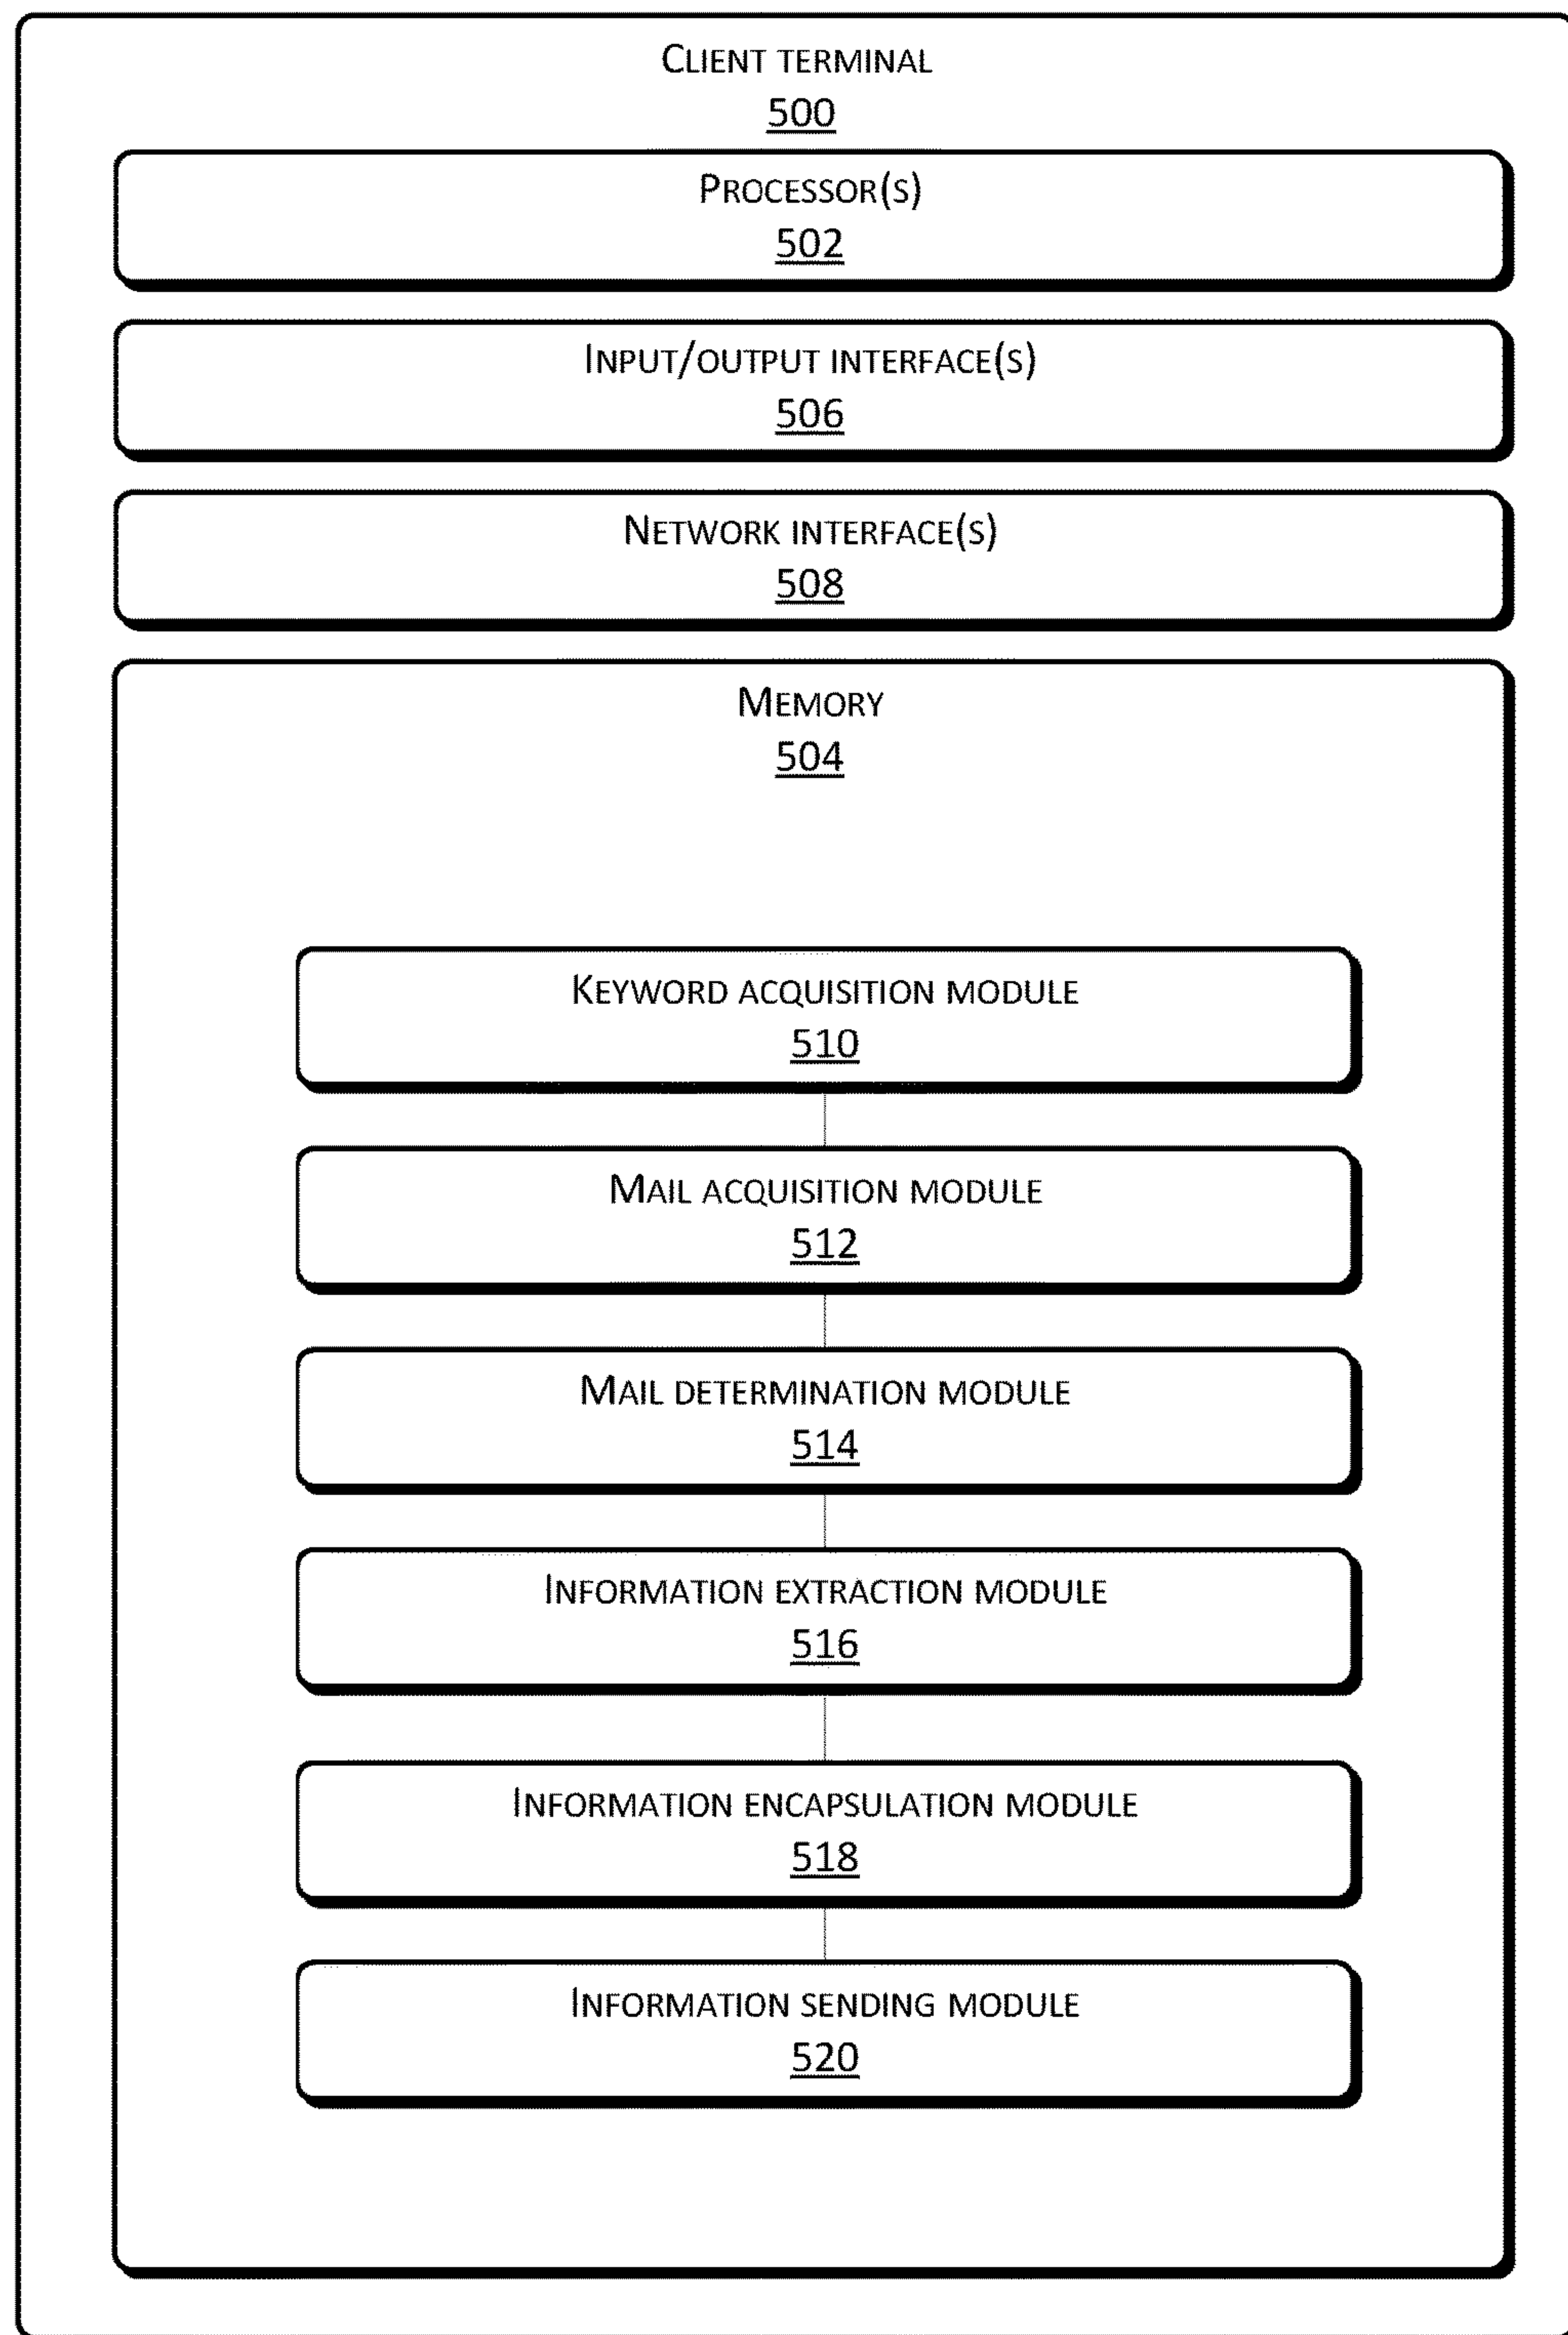 CLIENT TERMINAL
500
PROCESSOR(S)
502
INPUT/OUTPUT INTERFACE(S)
506
NETWORK INTERFACE(S)
508
MEMORY
504
KEYWORD ACQUISITION MODULE
510
MAIL ACQUISITION MODULE
512
MAIL DETERMINATION MODULE
514
INFORMATION EXTRACTION MODULE
516
INFORMATION ENCAPSULATION MODULE
518
INFORMATION SENDING MODULE
520